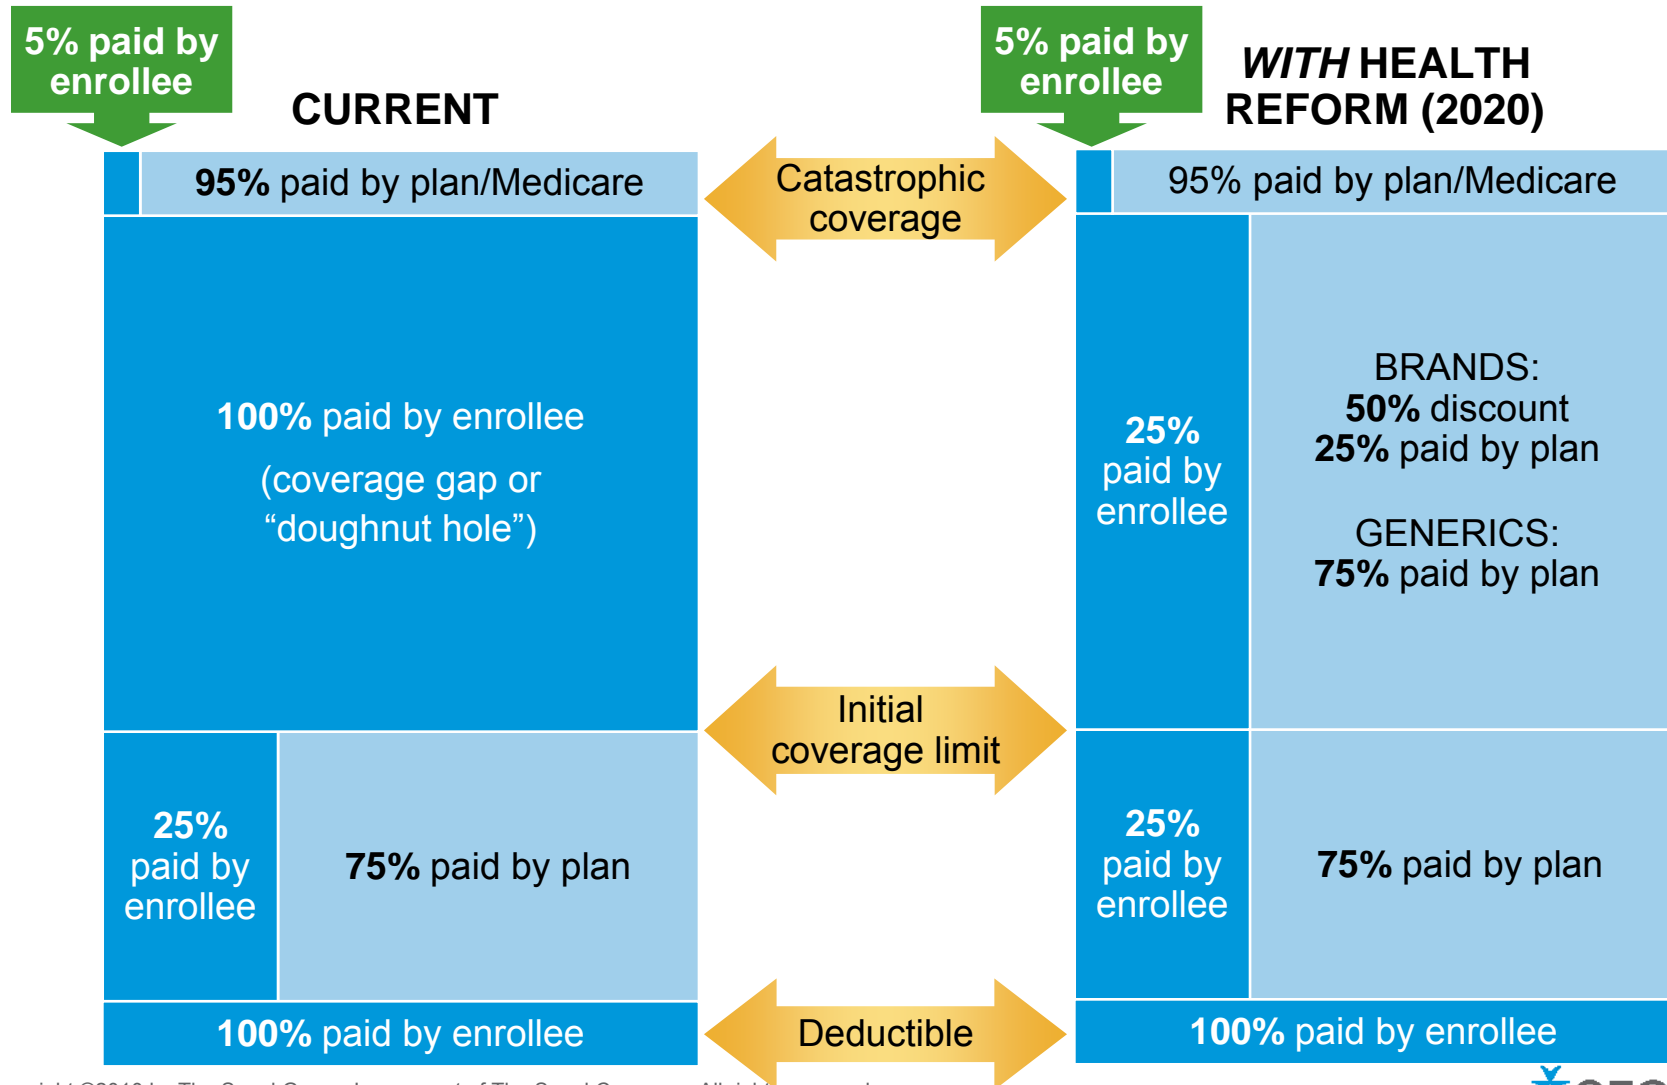 5% paid by
enrollee
CURRENT
95% paid by plan/Medicare
100% paid by enrollee
(coverage gap or
“doughnut hole”)
25%
paid by
enrollee
75% paid by plan
100% paid by enrollee
Catastrophic
coverage
Initial
coverage limit
Deductible
5% paid by
enrollee
WITH HEALTH
REFORM (2020)
95% paid by plan/Medicare
25%
paid by
enrollee
BRANDS:
50% discount
25% paid by plan
GENERICS:
75% paid by plan
25%
paid by
enrollee
75% paid by plan
100% paid by enrollee